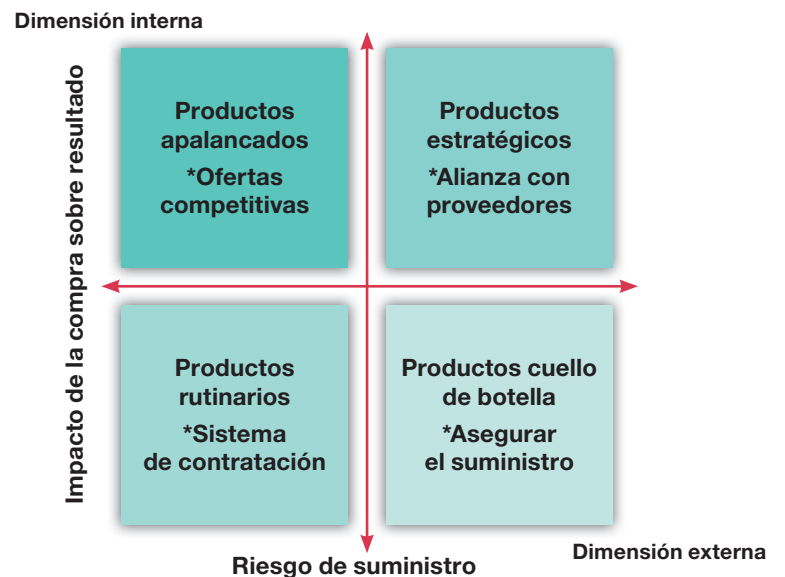 Dimensión interna
Impacto de la compra sobre resultado
Productos
apalancados
*Ofertas
competitivas
Productos
estratégicos
*Alianza con
proveedores
Productos
rutinarios
*Sistema
de contratación
Productos cuello
de botella
*Asegurar
el suministro
Riesgo de suministro
Dimensión externa